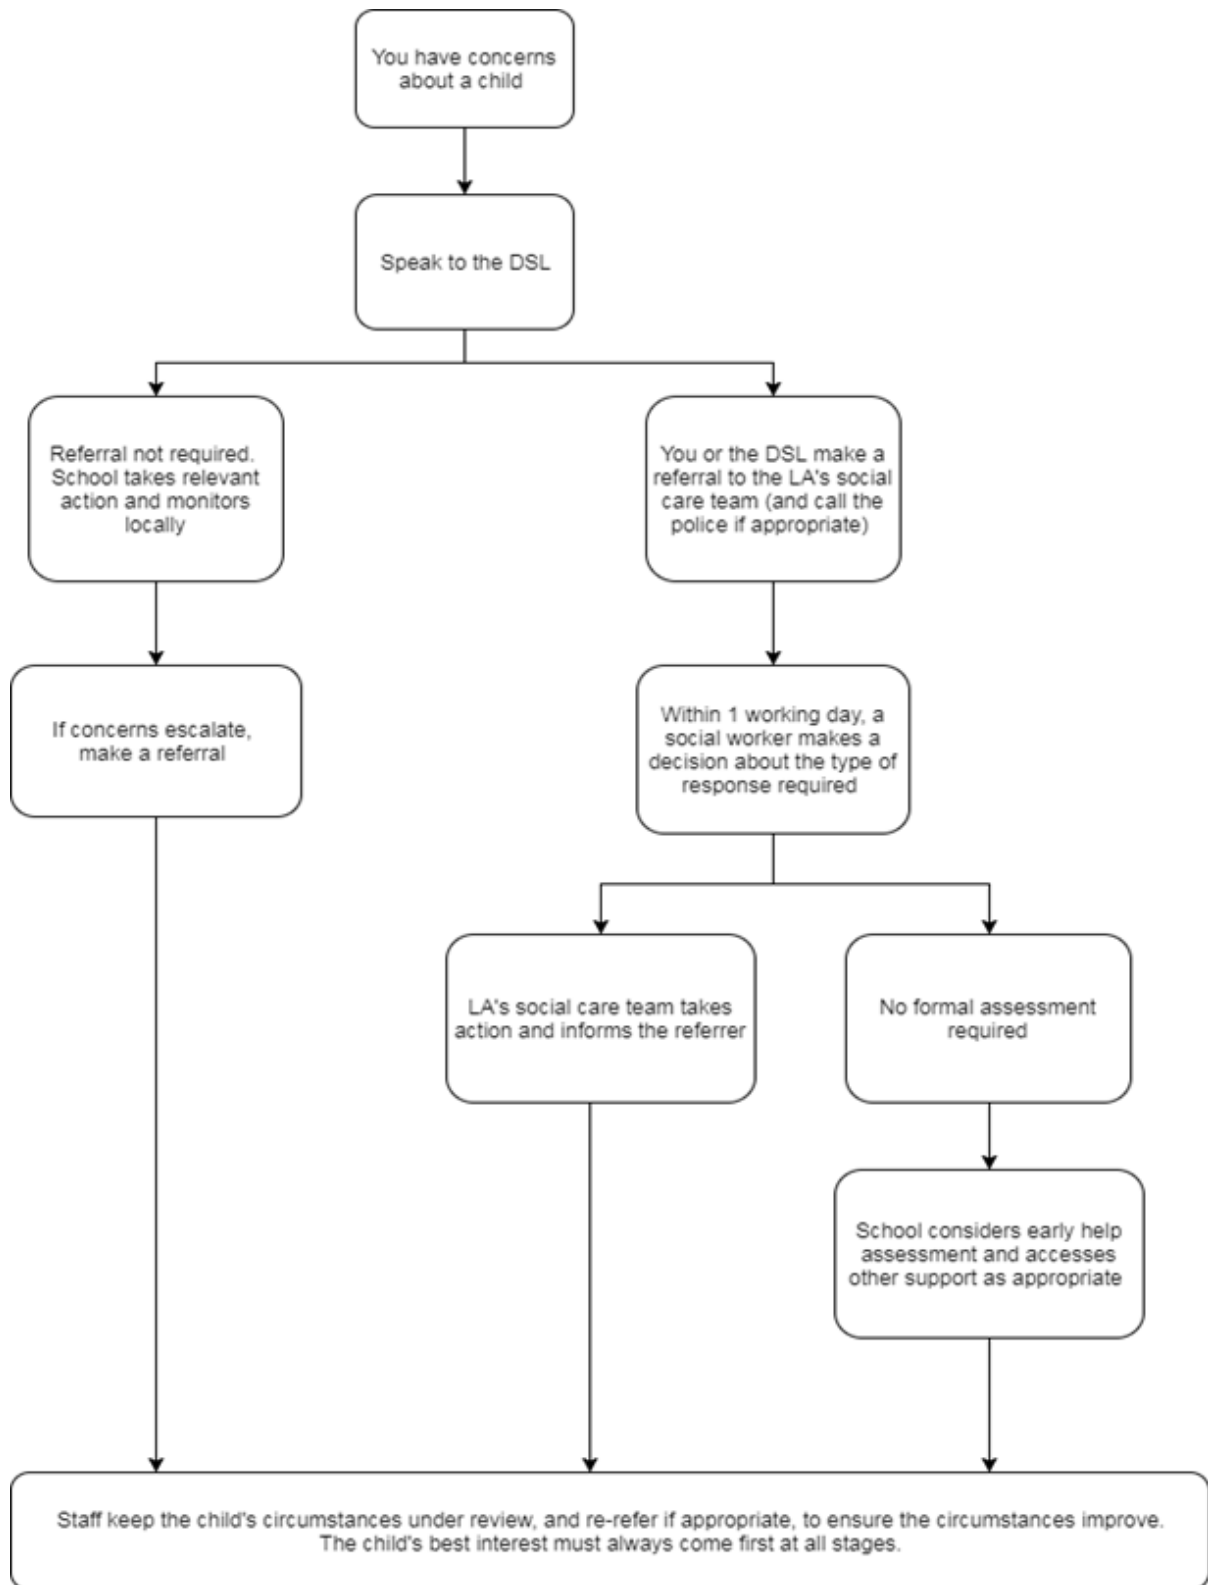 You have concerns
about a child
Speak to the DSL
Referral not required.
School takes relevant
action and monitors
locally
You or the DSL make a
referral to the LA's social
care team (and call the
police if appropriate)
If concerns escalate,
make a referral
Within 1 working day, a
social worker makes a
decision about the type of
response required
LA's social care team takes
action and informs the referrer
No formal assessment
required
School considers early help
assessment and accesses
other support as appropriate
Staff keep the child's circumstances under review, and re-refer if appropriate, to ensure the circumstances improve.
The child's best interest must always come first at all stages.